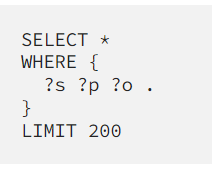 SELECT *
WHERE {
  ?s ?p ?o .
}
LIMIT 200